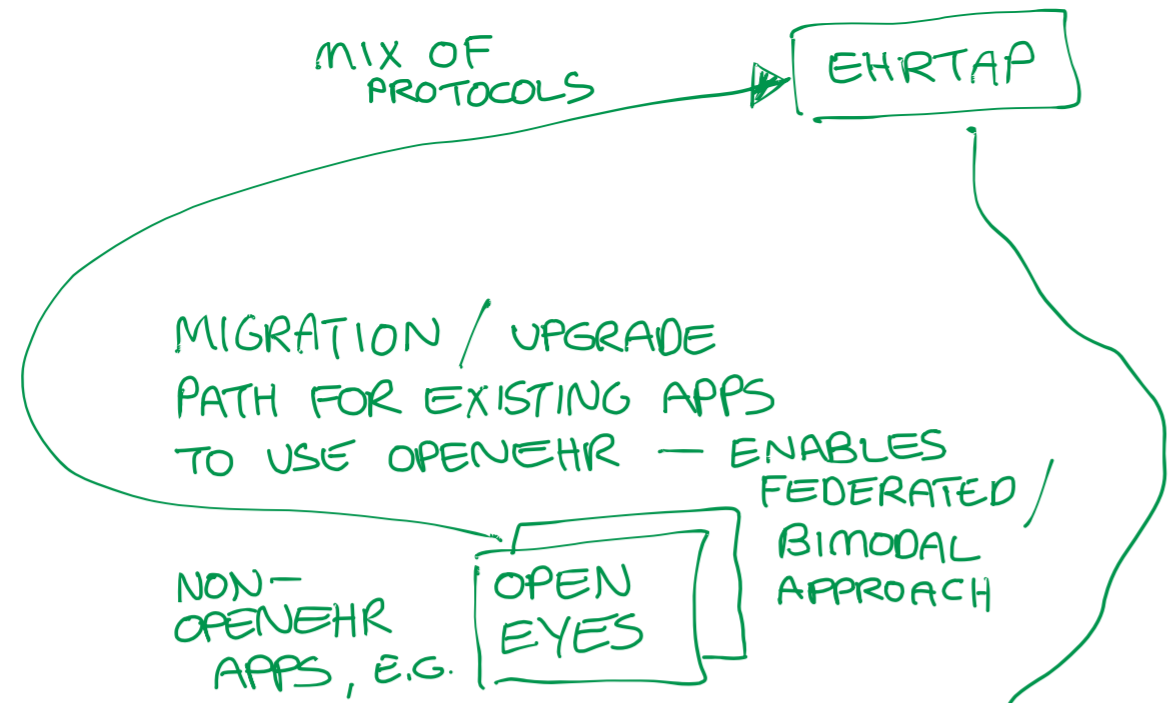 MIX OF
PROTOCOLS
EHRTAP
MIGRATION / UPGRADE
PATH FOR EXISTING APPS
TO USE OPENEHR — ENABLES
FEDERATED /
BIMODAL
APPROACH
NON-
OPENEHR
APPS, E.G.
OPEN
EYES